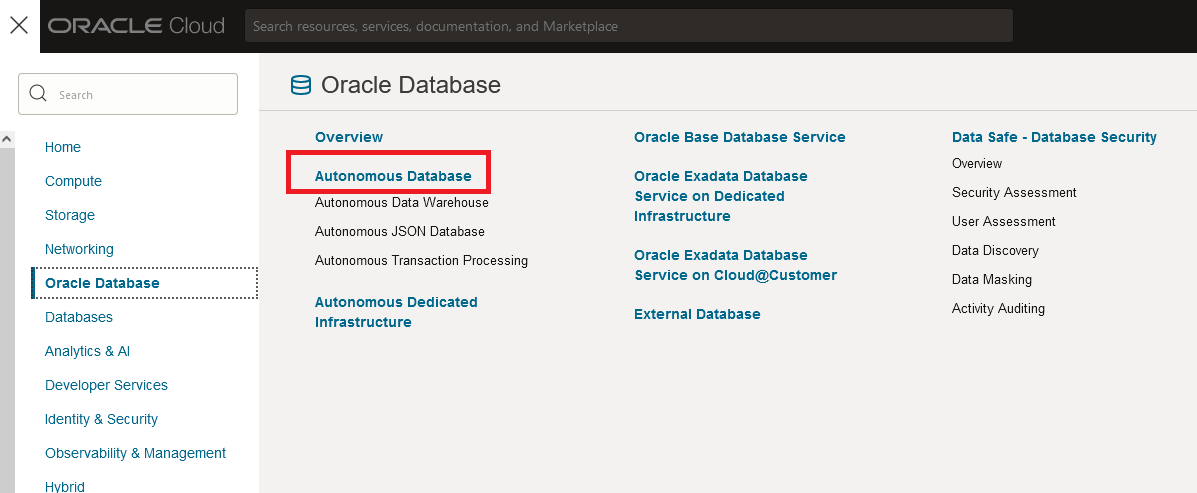 ORACLE Cloud
Search resources, services, documentation, and Marketplace
Search
Home
Compute
Storage
Networking
Oracle Database
Databases
Analytics & AI
Developer Services
Identity & Security
Observability & Management
Hybrid
Oracle Database
Overview
Autonomous Database
Autonomous Data Warehouse
Autonomous JSON Database
Autonomous Transaction Processing
Autonomous Dedicated
Infrastructure
Oracle Base Database Service
Oracle Exadata Database
Service on Dedicated
Infrastructure
Oracle Exadata Database
Service on Cloud@Customer
External Database
Data Safe - Database Security
Overview
Security Assessment
User Assessment
Data Discovery
Data Masking
Activity Auditing